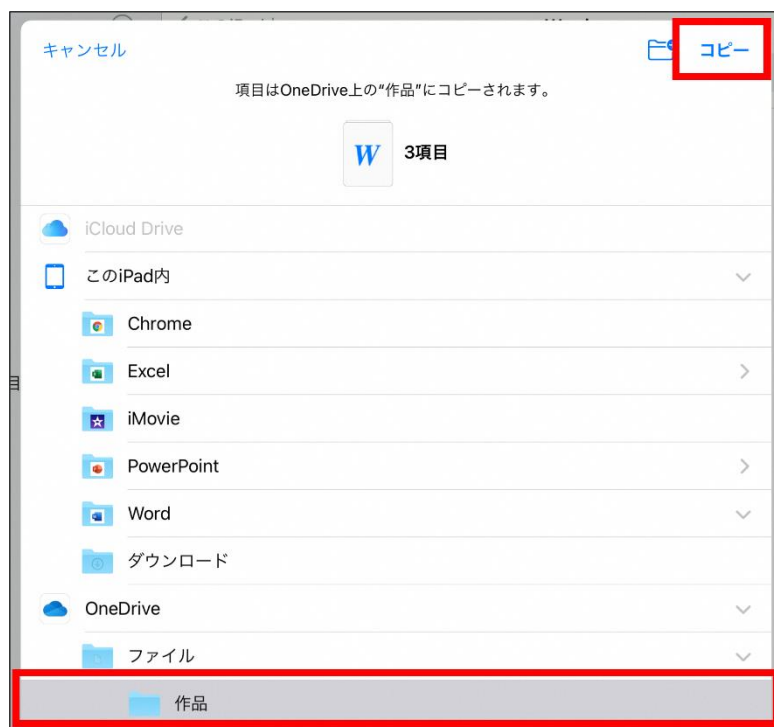 キャンセル
コピー
項目はOneDrive上の“作品”にコピーされます。
W
3項目
iCloud Drive
このiPad内
Chrome
Excel
iMovie
PowerPoint
Word
ダウンロード
OneDrive
ファイル
作品